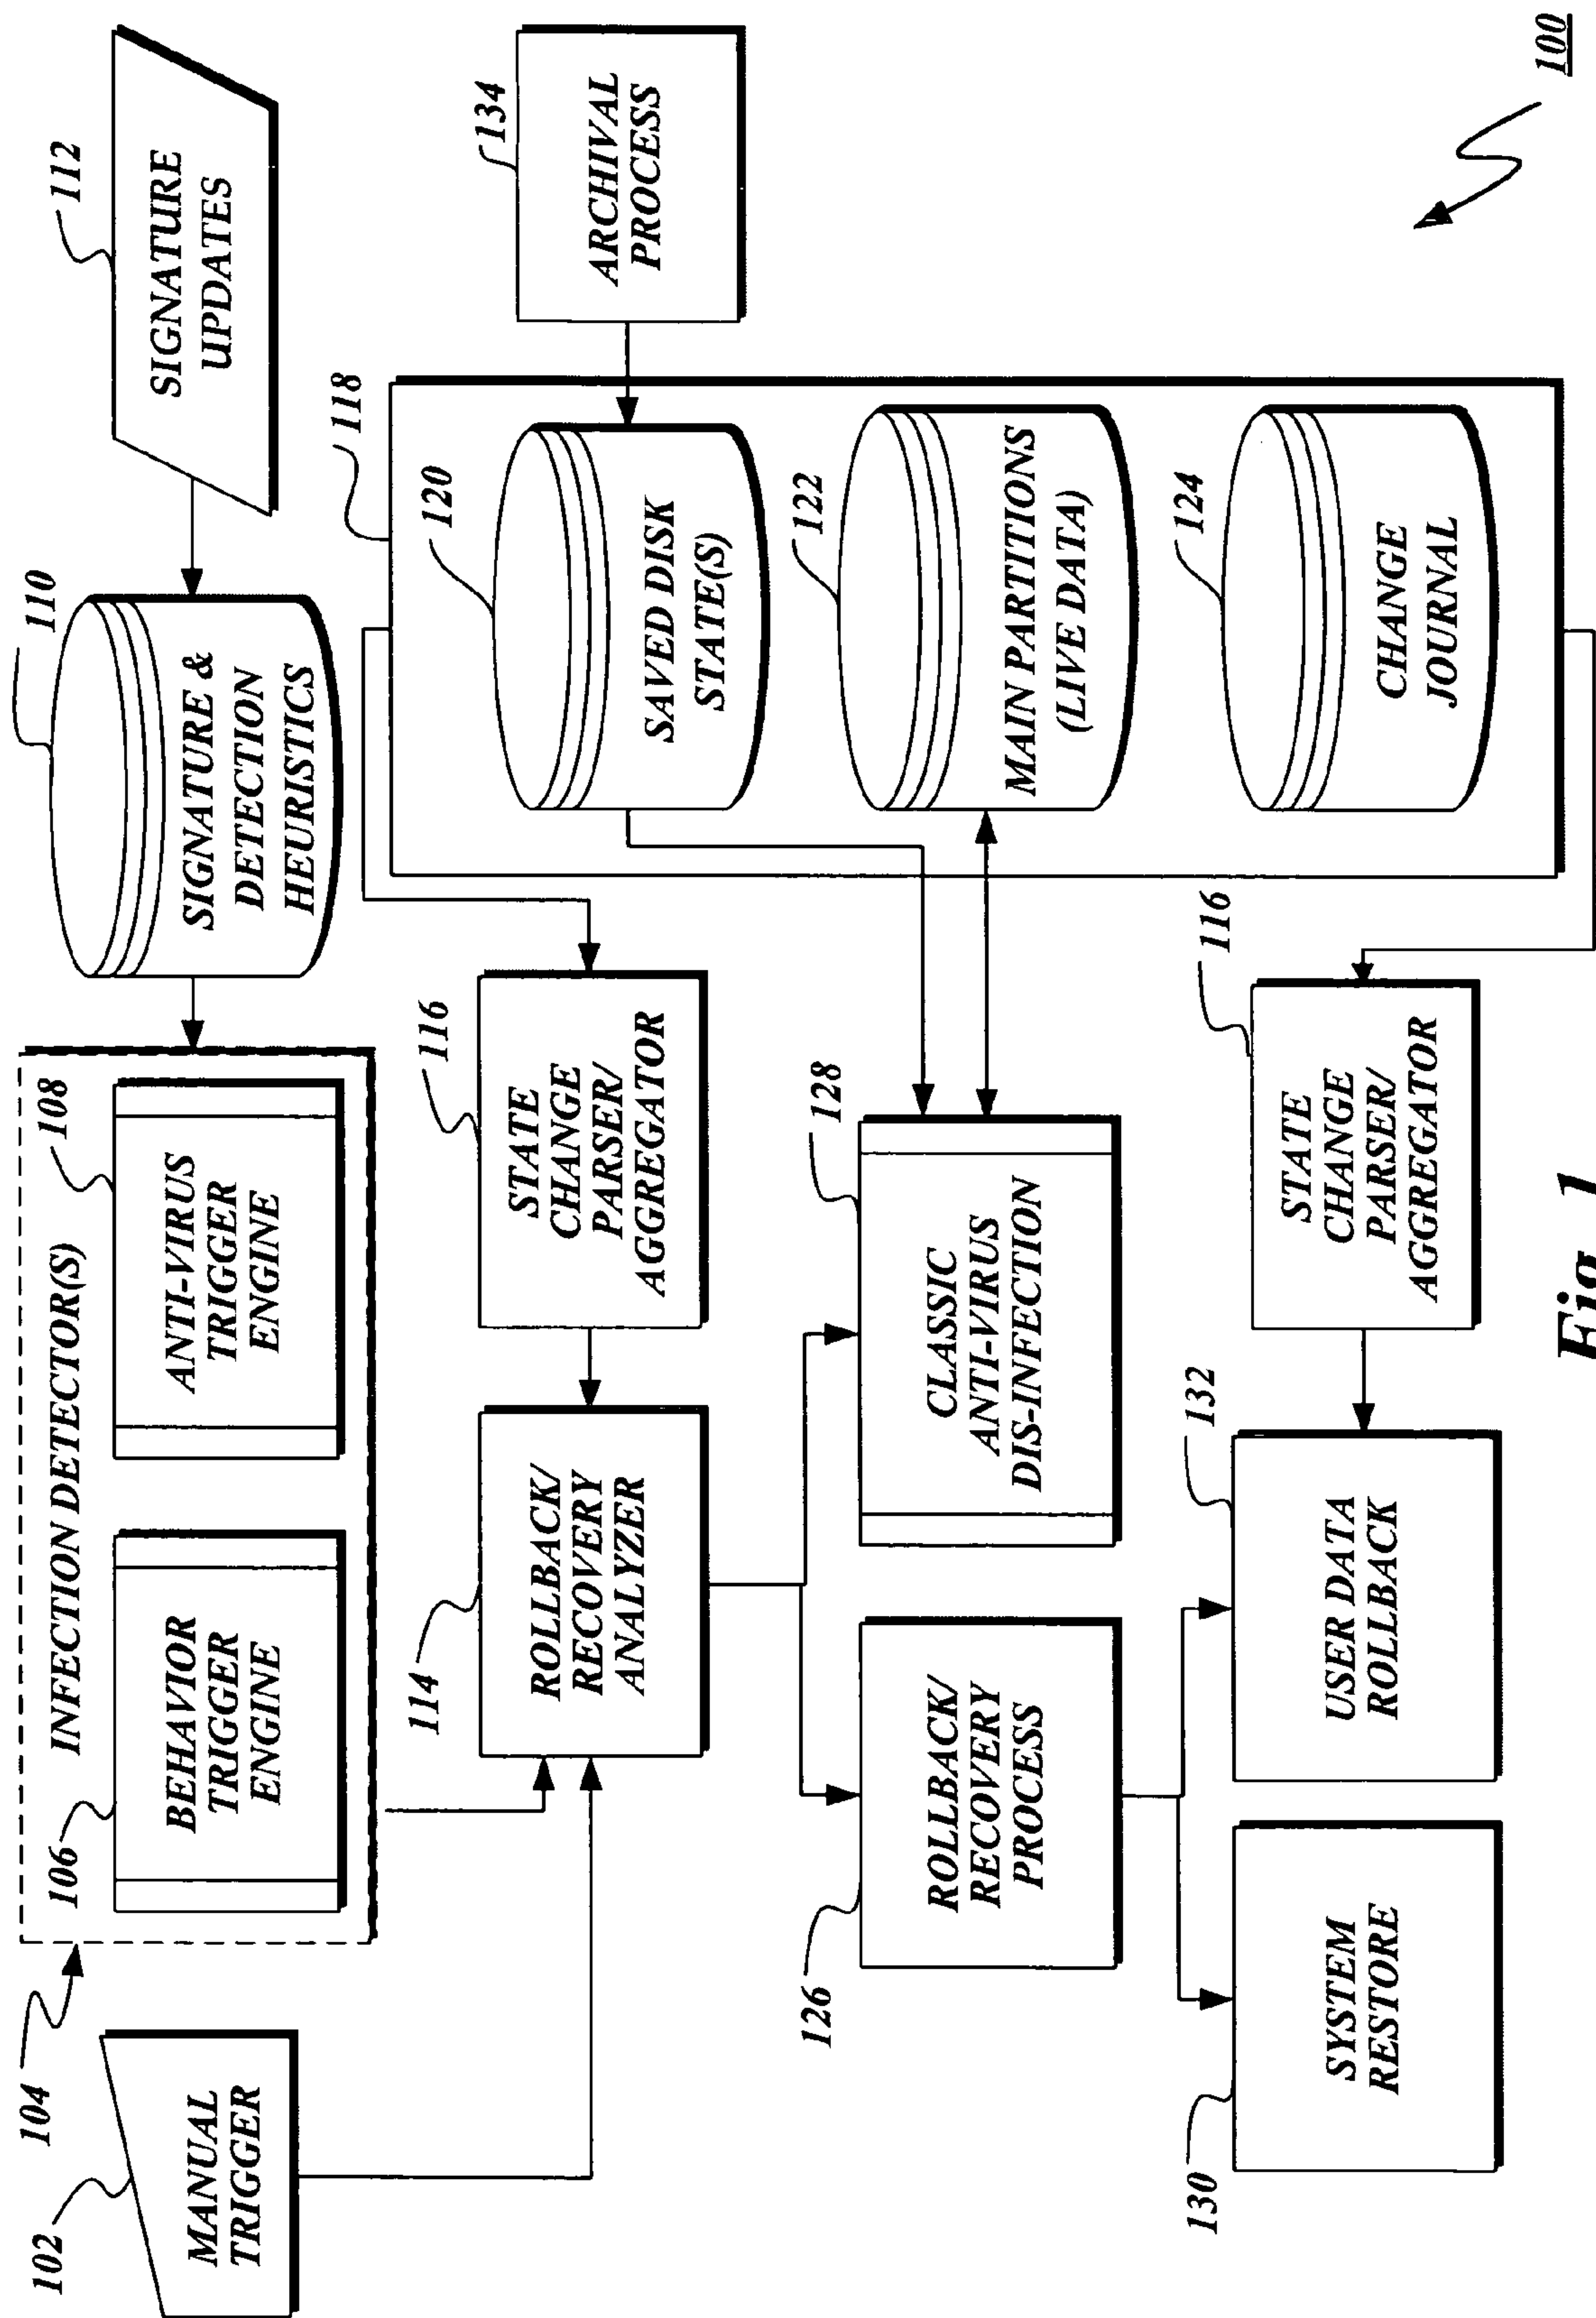 104
INFECTION DETECTOR(S)
102
MANUAL
TRIGGER
106
BEHAVIOR
TRIGGER
ENGINE
108
ANTI-VIRUS
TRIGGER
ENGINE
110
SIGNATURE &
DETECTION
HEURISTICS
112
SIGNATURE
UPDATES
114
ROLLBACK/
RECOVERY
ANALYZER
116
STATE
CHANGE
PARSER/
AGGREGATOR
118
120
SAVED DISK
STATE(S)
134
ARCHIVAL
PROCESS
126
ROLLBACK/
RECOVERY
PROCESS
128
CLASSIC
ANTI-VIRUS
DIS-INFECTION
122
MAIN PARTITIONS
(LIVE DATA)
130
SYSTEM
RESTORE
132
USER DATA
ROLLBACK
116
STATE
CHANGE
PARSER/
AGGREGATOR
124
CHANGE
JOURNAL
100
Fig. 1.